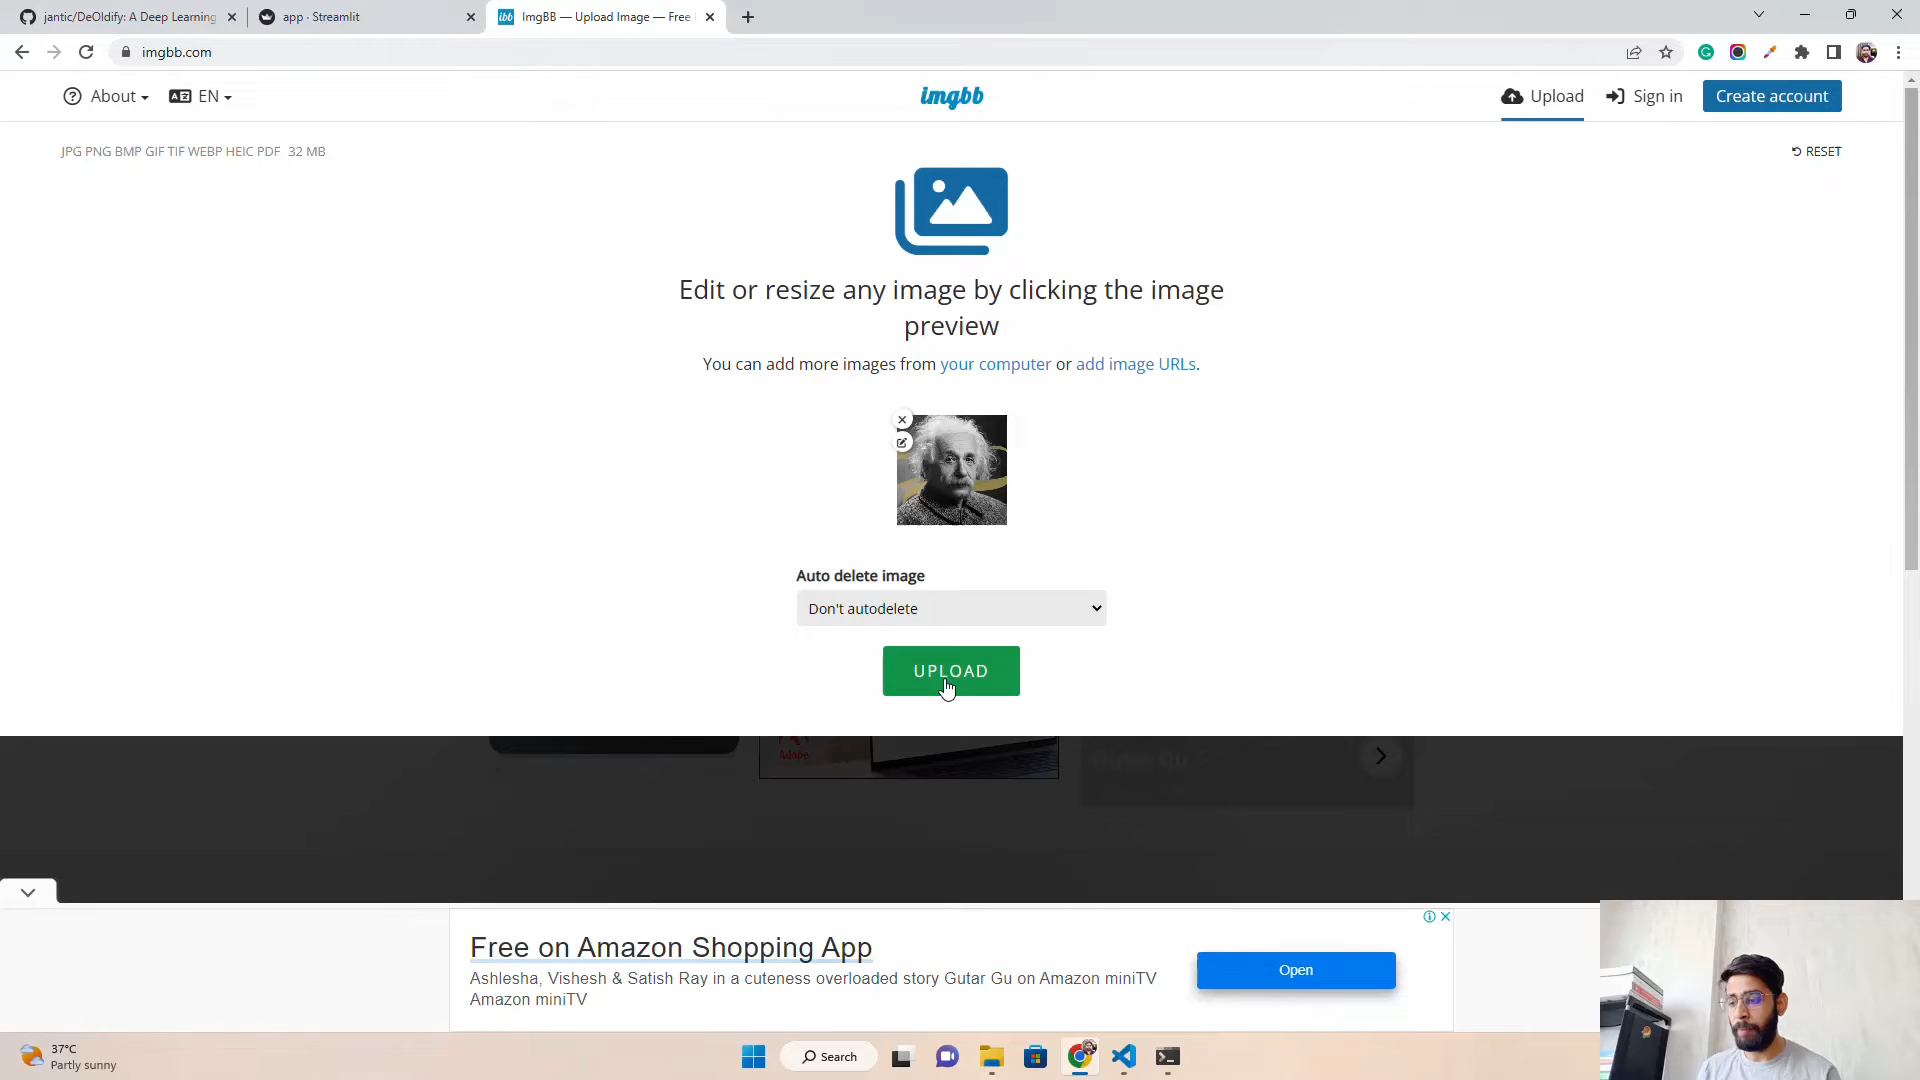 jantic/DeOldify: A Deep Learning
app · Streamlit
ImgBB — Upload Image — Free
imgbb.com
About
EN
imgbb
Upload
Sign in
Create account
JPG PNG BMP GIF TIF WEBP HEIC PDF 32 MB
RESET
Edit or resize any image by clicking the image
preview
You can add more images from your computer or add image URLs.
Auto delete image
Don't autodelete
UPLOAD
Adobe
Free on Amazon Shopping App
Ashlesha, Vishesh & Satish Ray in a cuteness overloaded story Gutar Gu on Amazon miniTV
Amazon miniTV
Open
37°C
Partly sunny
Search